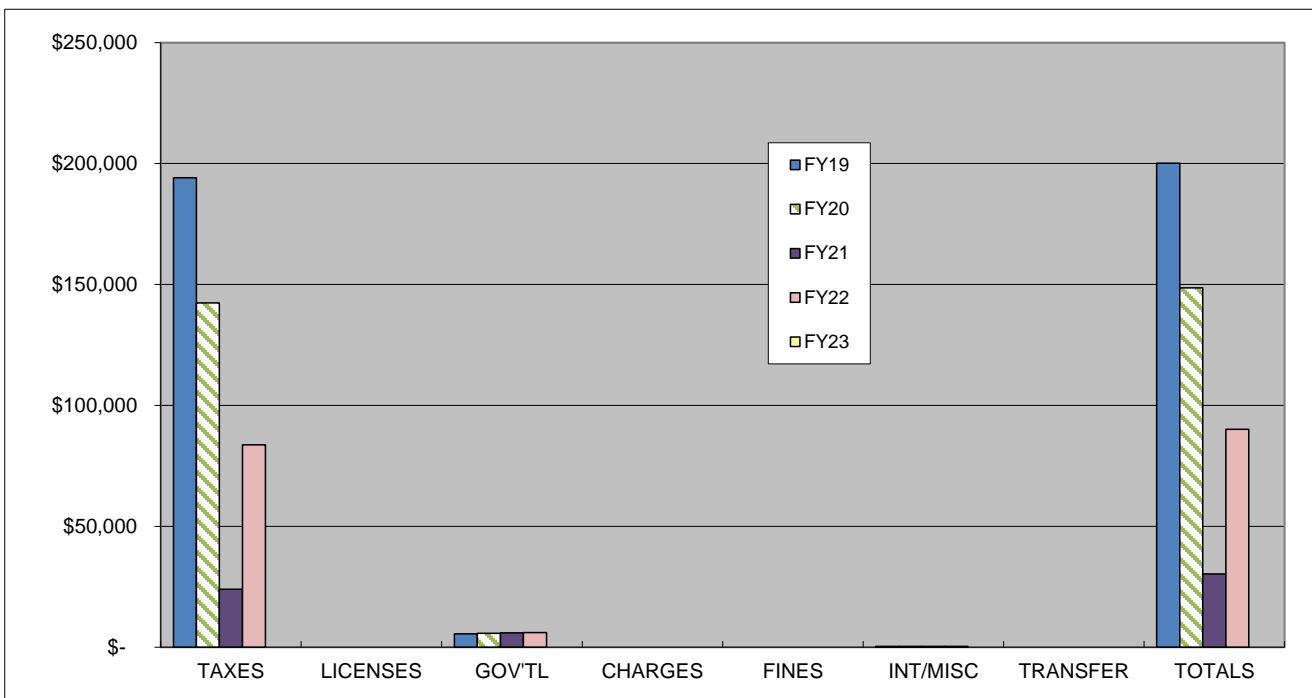 $250,000
$200,000
$150,000
$100,000
$50,000
$-
FY19
FY20
FY21
FY22
FY23
TAXES LICENSES GOV'TL CHARGES FINES INT/MISC TRANSFER TOTALS